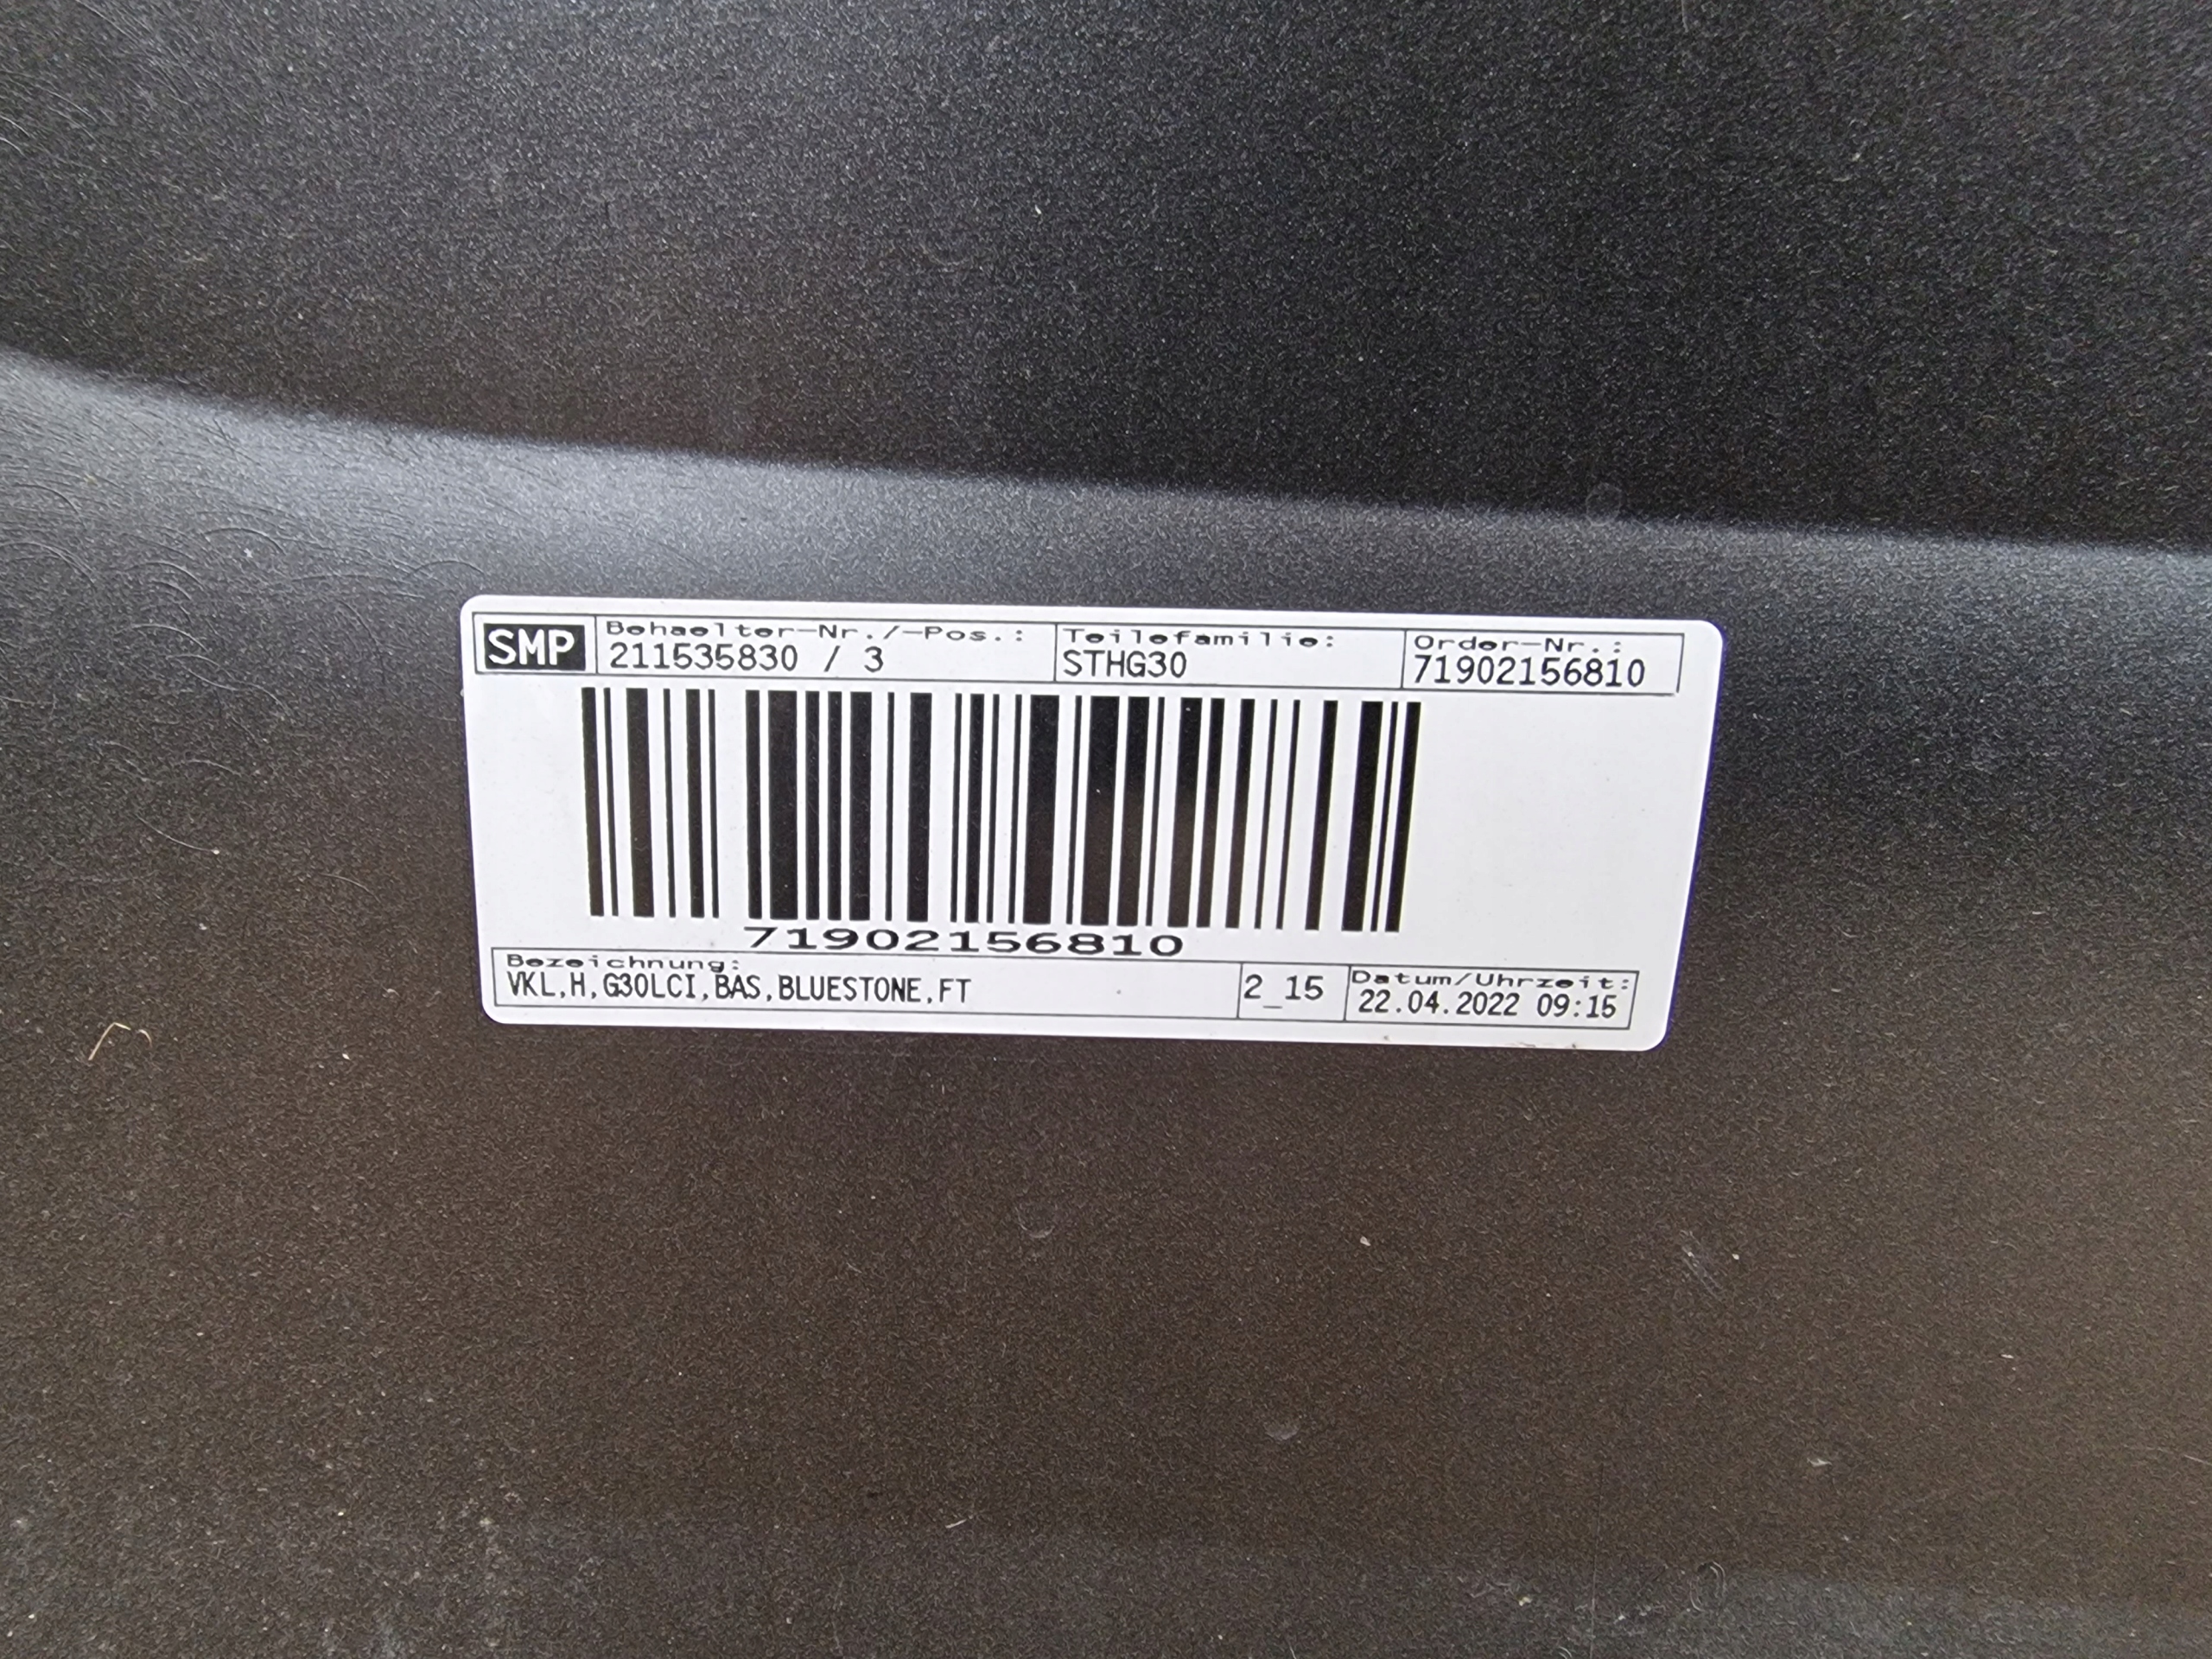 SMP
Behaelter-Nr./-Pos.:
211535830 / 3
Teilefamilie:
STHG30
Order-Nr.:
71902156810
71902156810
Bezeichnung:
VKL,H,G30LCI,BAS,BLUESTONE,FT
2_15
Datum/Uhrzeit:
22.04.2022 09:15